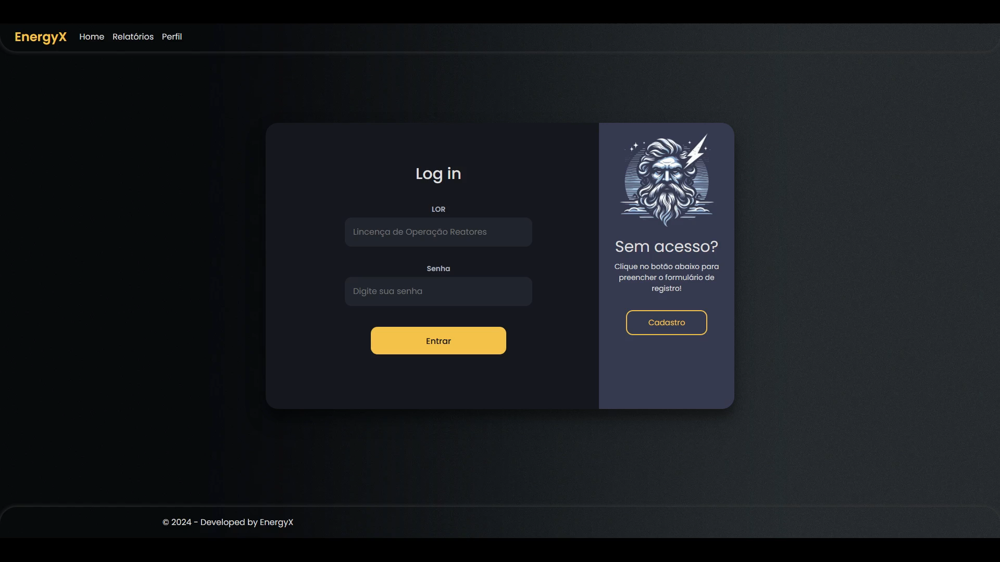 EnergyX Home Relatórios Perfil
Log in
LOR
Lincença de Operação Reatores
Senha
Digite sua senha
Entrar
Sem acesso?
Clique no botão abaixo para
preencher o formulário de
registro!
Cadastro
© 2024 - Developed by EnergyX